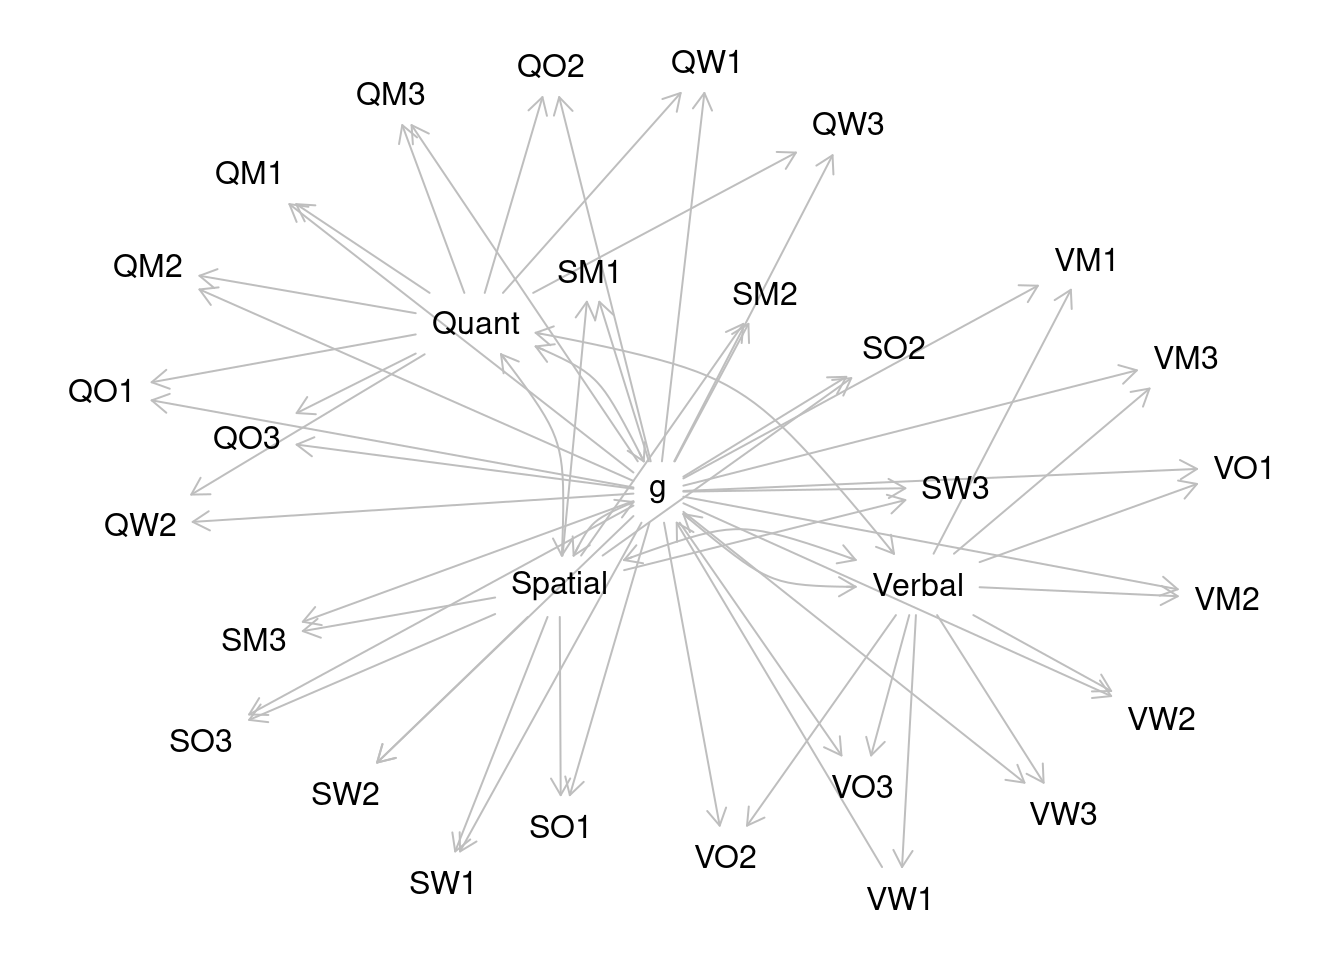 QW1
QO2
QM3
QW3
QM1
VM1
QM2
SM1
SM2
Quant
SO2
VM3
QO1
QO3
VO1
g
SW3
QW2
Spatial
Verbal
VM2
SM3
VW2
SO3
VO3
SW2
VW3
SO1
VO2
SW1
VW1